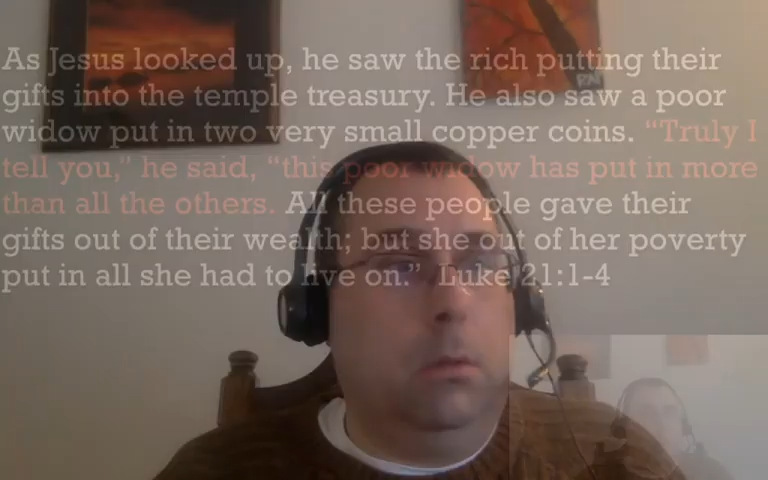 As Jesus looked up, he saw the rich putting their
gifts into the temple treasury. He also saw a poor
widow put in two very small copper coins. “Truly I
tell you,” he said, “this poor widow has put in more
than all the others. All these people gave their
gifts out of their wealth; but she out of her poverty
put in all she had to live on.” Luke 21:1-4